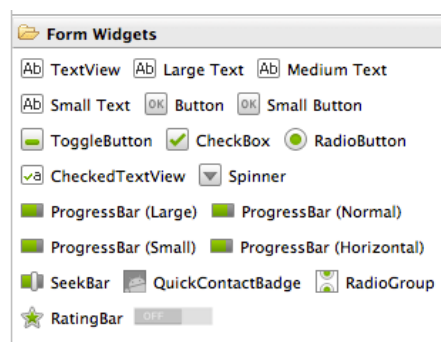 Form Widgets
Ab TextView Ab Large Text Ab Medium Text
Ab Small Text OK Button OK Small Button
ToggleButton CheckBox RadioButton
a CheckedTextView Spinner
ProgressBar (Large) ProgressBar (Normal)
ProgressBar (Small) ProgressBar (Horizontal)
SeekBar QuickContactBadge RadioGroup
RatingBar OFF